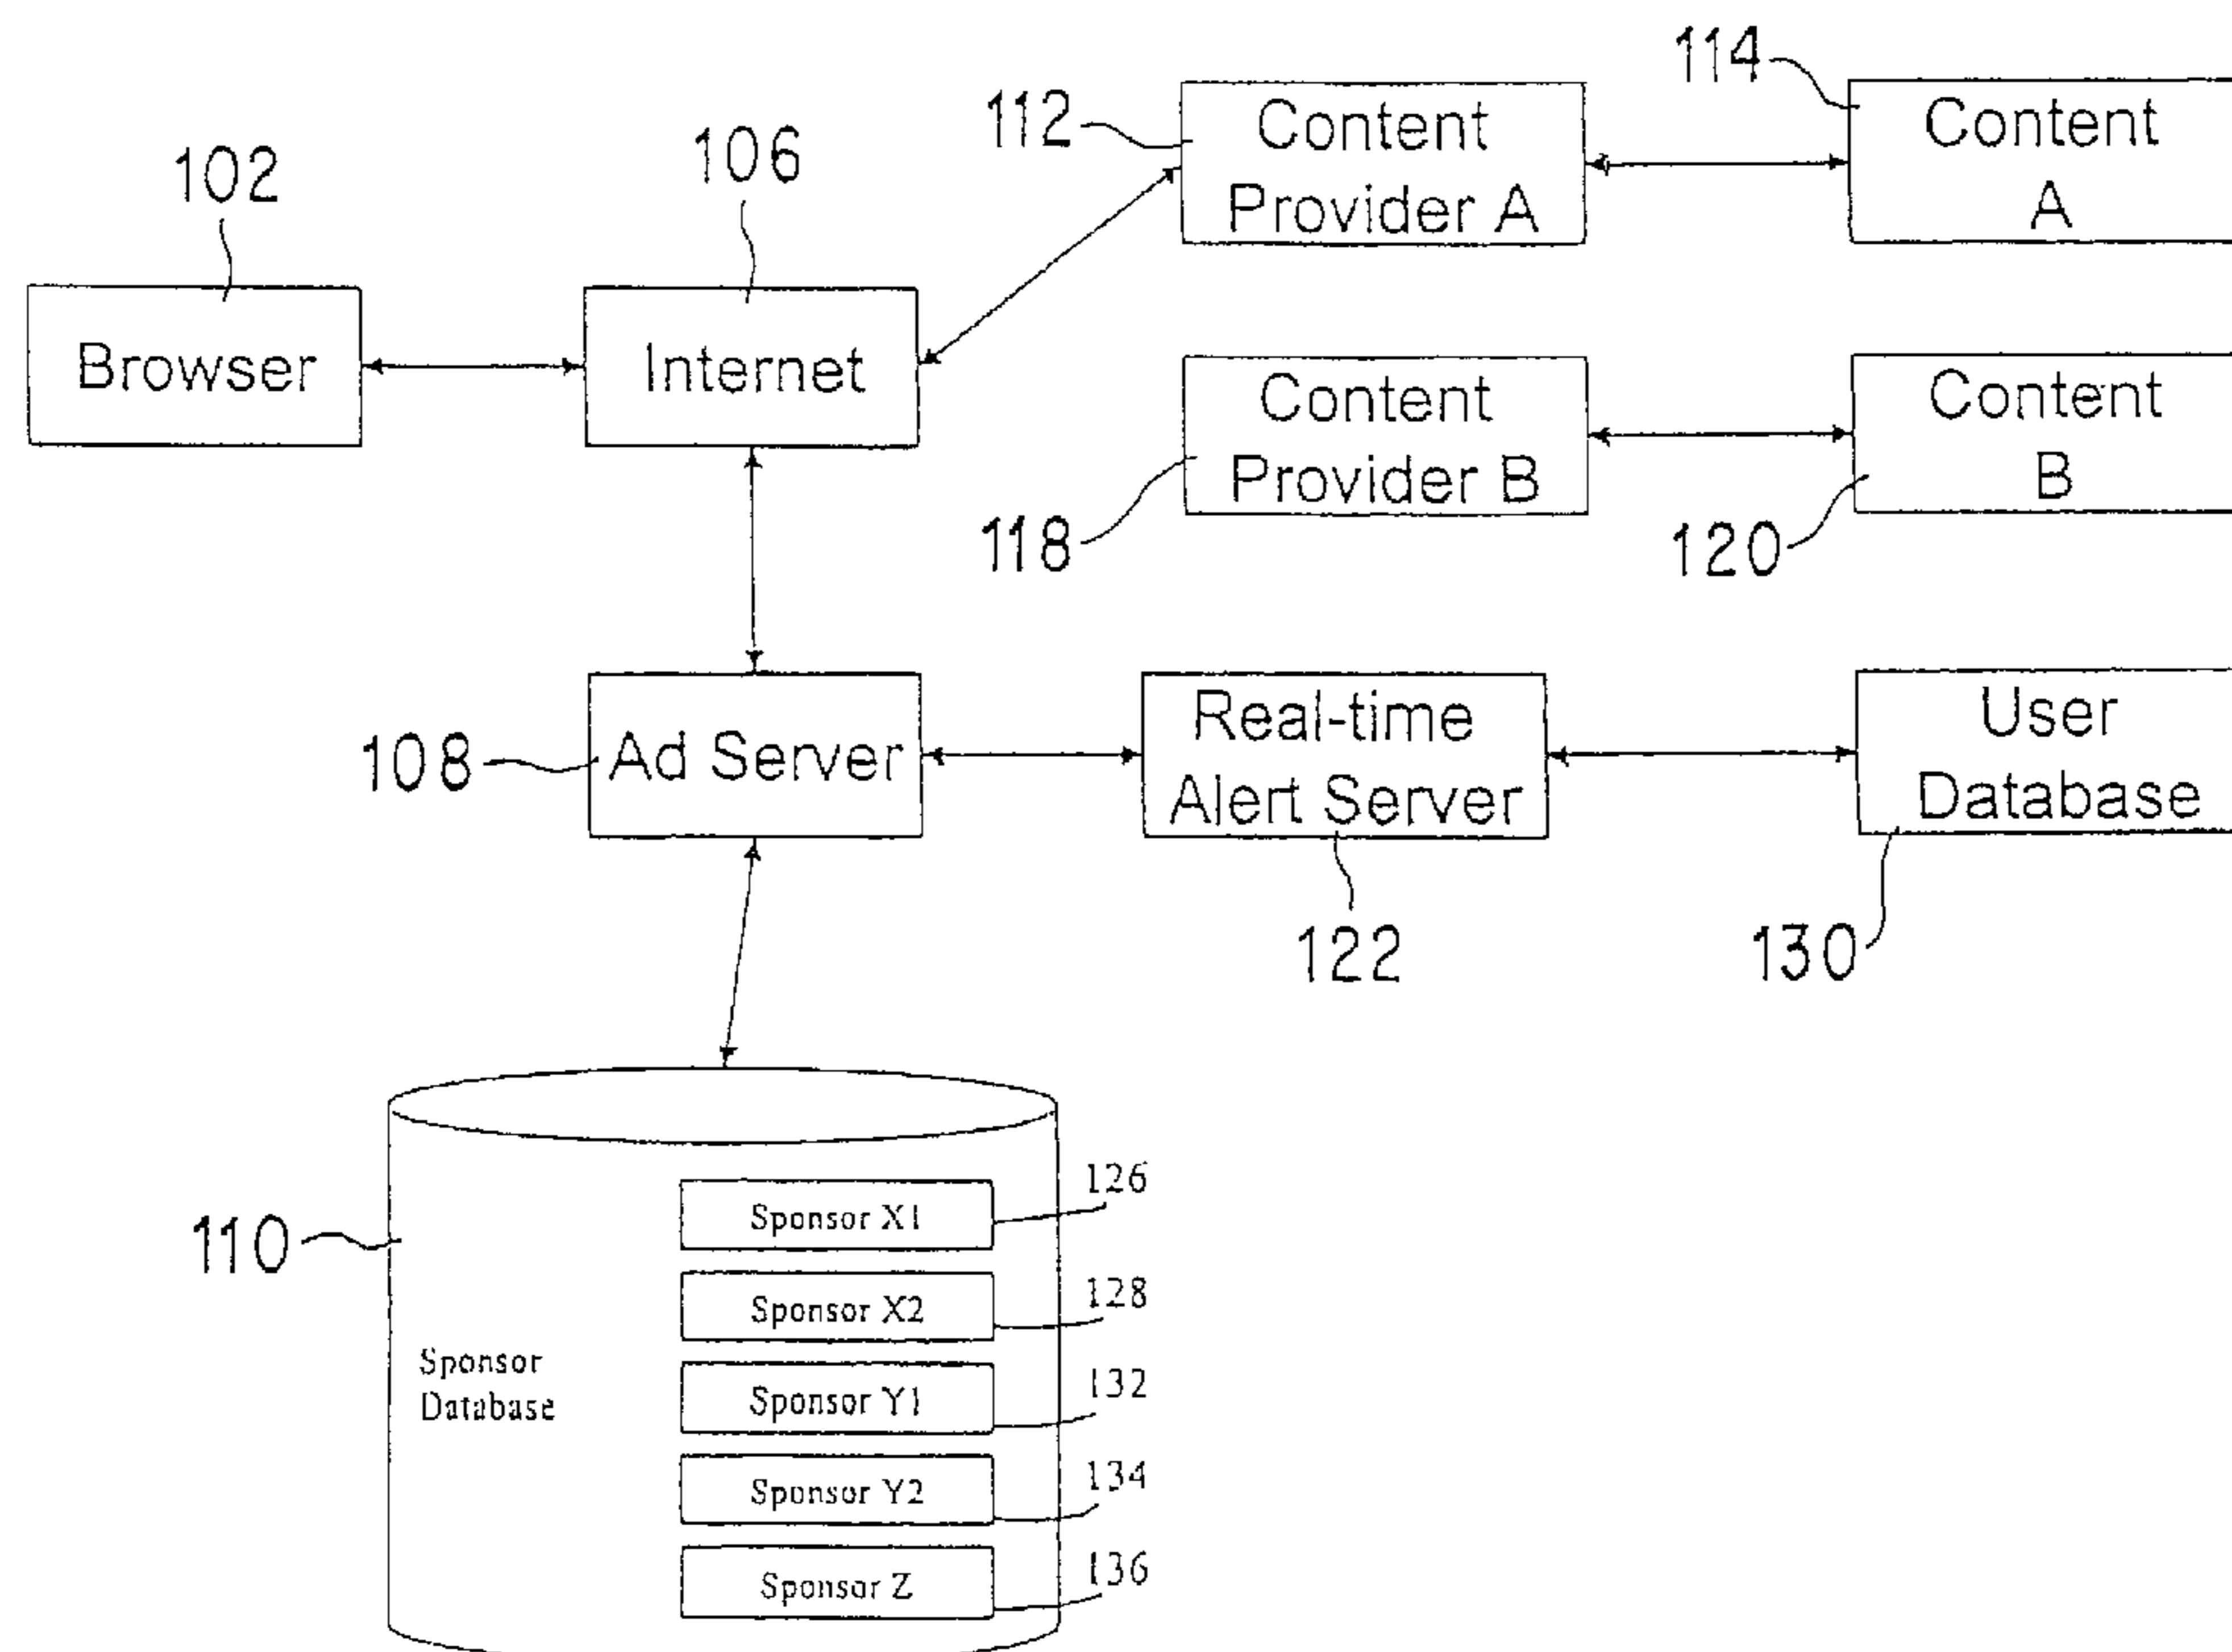 114
112
Content
Provider A
Content
A
102
106
Browser
Internet
Content
Provider B
Content
B
118
120
108
Ad Server
Real-time
Alert Server
User
Database
122
130
110
Sponsor
Database
Sponsor X1
126
Sponsor X2
128
Sponsor Y1
132
Sponsor Y2
134
Sponsor Z
136